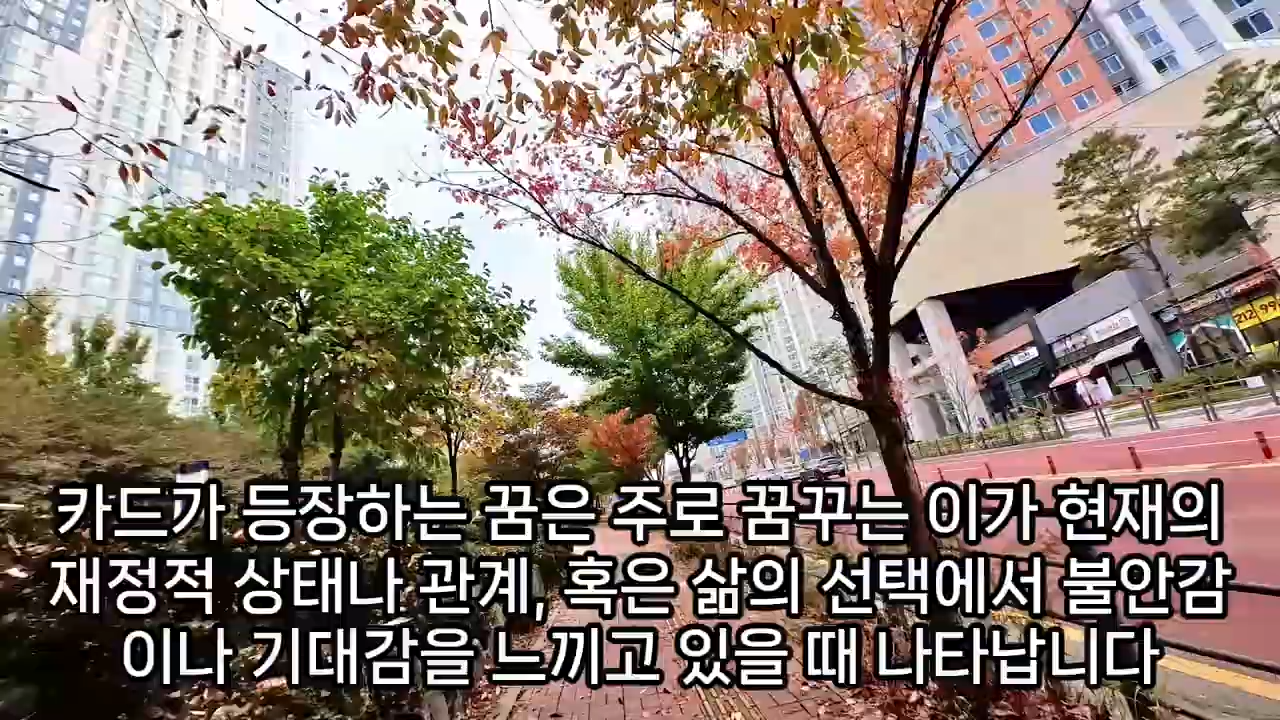 카드가 등장하는 꿈은 주로 꿈꾸는 이가 현재의
재정적 상태나 관계, 혹은 삶의 선택에서 불안감
이나 기대감을 느끼고 있을 때 나타납니다